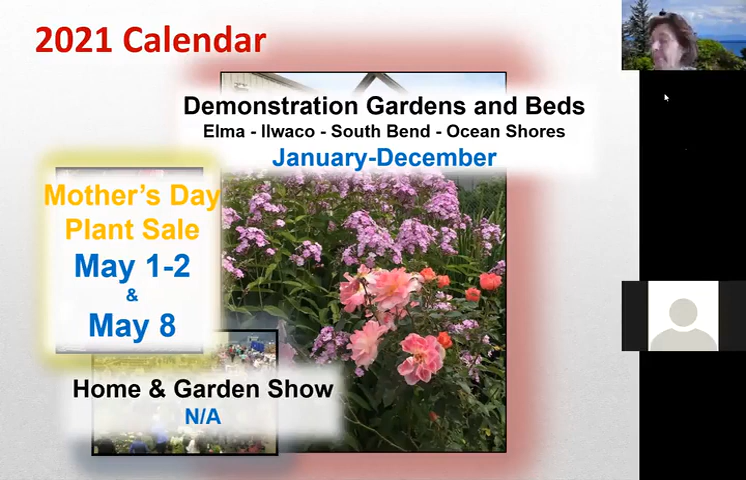 2021 Calendar
Demonstration Gardens and Beds
Elma - Ilwaco - South Bend - Ocean Shores
January-December
Mother's Day
Plant Sale
May 1-2
&
May 8
Home & Garden Show
N/A